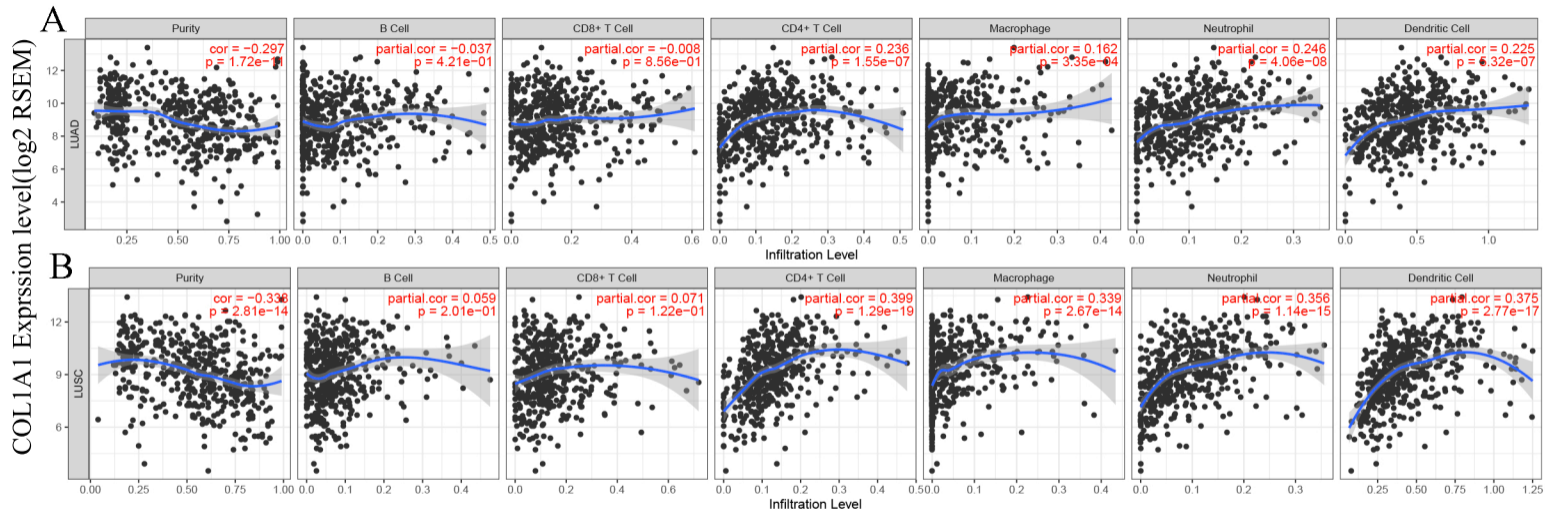 A
COL1A1 Exprssion level(log2 RSEM)
Purity
B Cell
CD8+ T Cell
CD4+ T Cell
Macrophage
Neutrophil
Dendritic Cell
LUAD
cor = −0.297
p = 1.72e−11
partial.cor = −0.037
p = 4.21e−01
partial.cor = −0.008
p = 8.56e−01
partial.cor = 0.236
p = 1.55e−07
partial.cor = 0.162
p = 3.35e−04
partial.cor = 0.246
p = 4.06e−08
partial.cor = 0.225
p = 5.32e−07
12
10
8
6
4
0.25 0.50 0.75 1.00
0.0 0.1 0.2 0.3 0.4 0.5
0.0 0.2 0.4 0.6
0.0 0.1 0.2 0.3 0.4 0.5
0.0 0.1 0.2 0.3 0.4
0.0 0.1 0.2 0.3
0.0 0.5 1.0
Infiltration Level
B
Purity
B Cell
CD8+ T Cell
CD4+ T Cell
Macrophage
Neutrophil
Dendritic Cell
LUSC
cor = −0.338
p = 2.81e−14
partial.cor = 0.059
p = 2.01e−01
partial.cor = 0.071
p = 1.22e−01
partial.cor = 0.399
p = 1.29e−19
partial.cor = 0.339
p = 2.67e−14
partial.cor = 0.356
p = 1.14e−15
partial.cor = 0.375
p = 2.77e−17
12
9
6
0.00 0.25 0.50 0.75 1.00
0.0 0.1 0.2 0.3 0.4
0.0 0.2 0.4 0.6
0.0 0.1 0.2 0.3 0.4 0.5
0.0 0.1 0.2 0.3 0.4
0.0 0.1 0.2 0.3
0.25 0.50 0.75 1.00 1.25
Infiltration Level